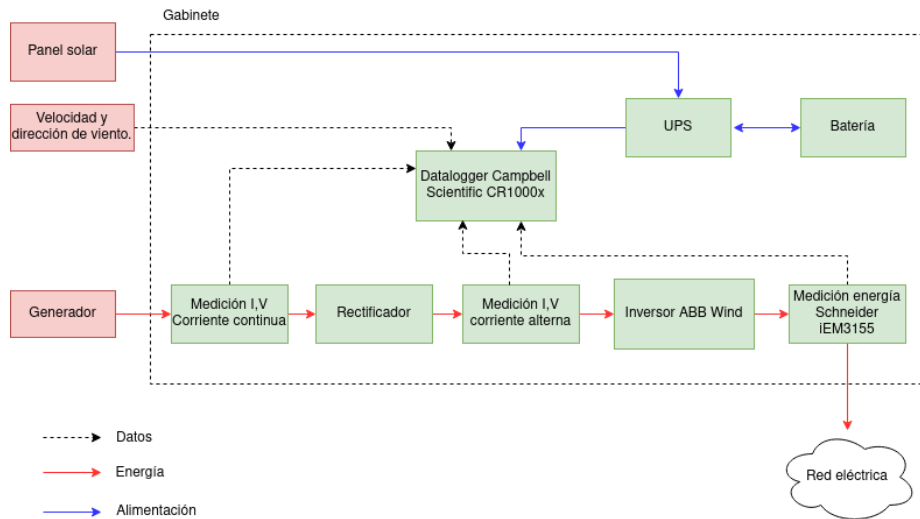 Gabinete
Panel solar
Velocidad y
dirección de viento.
UPS
Batería
Datalogger Campbell
Scientific CR1000x
Generador
Medición I,V
Corriente continua
Rectificador
Medición I,V
corriente alterna
Inversor ABB Wind
Medición energía
Schneider
iEM3155
Datos
Energía
Alimentación
Red eléctrica